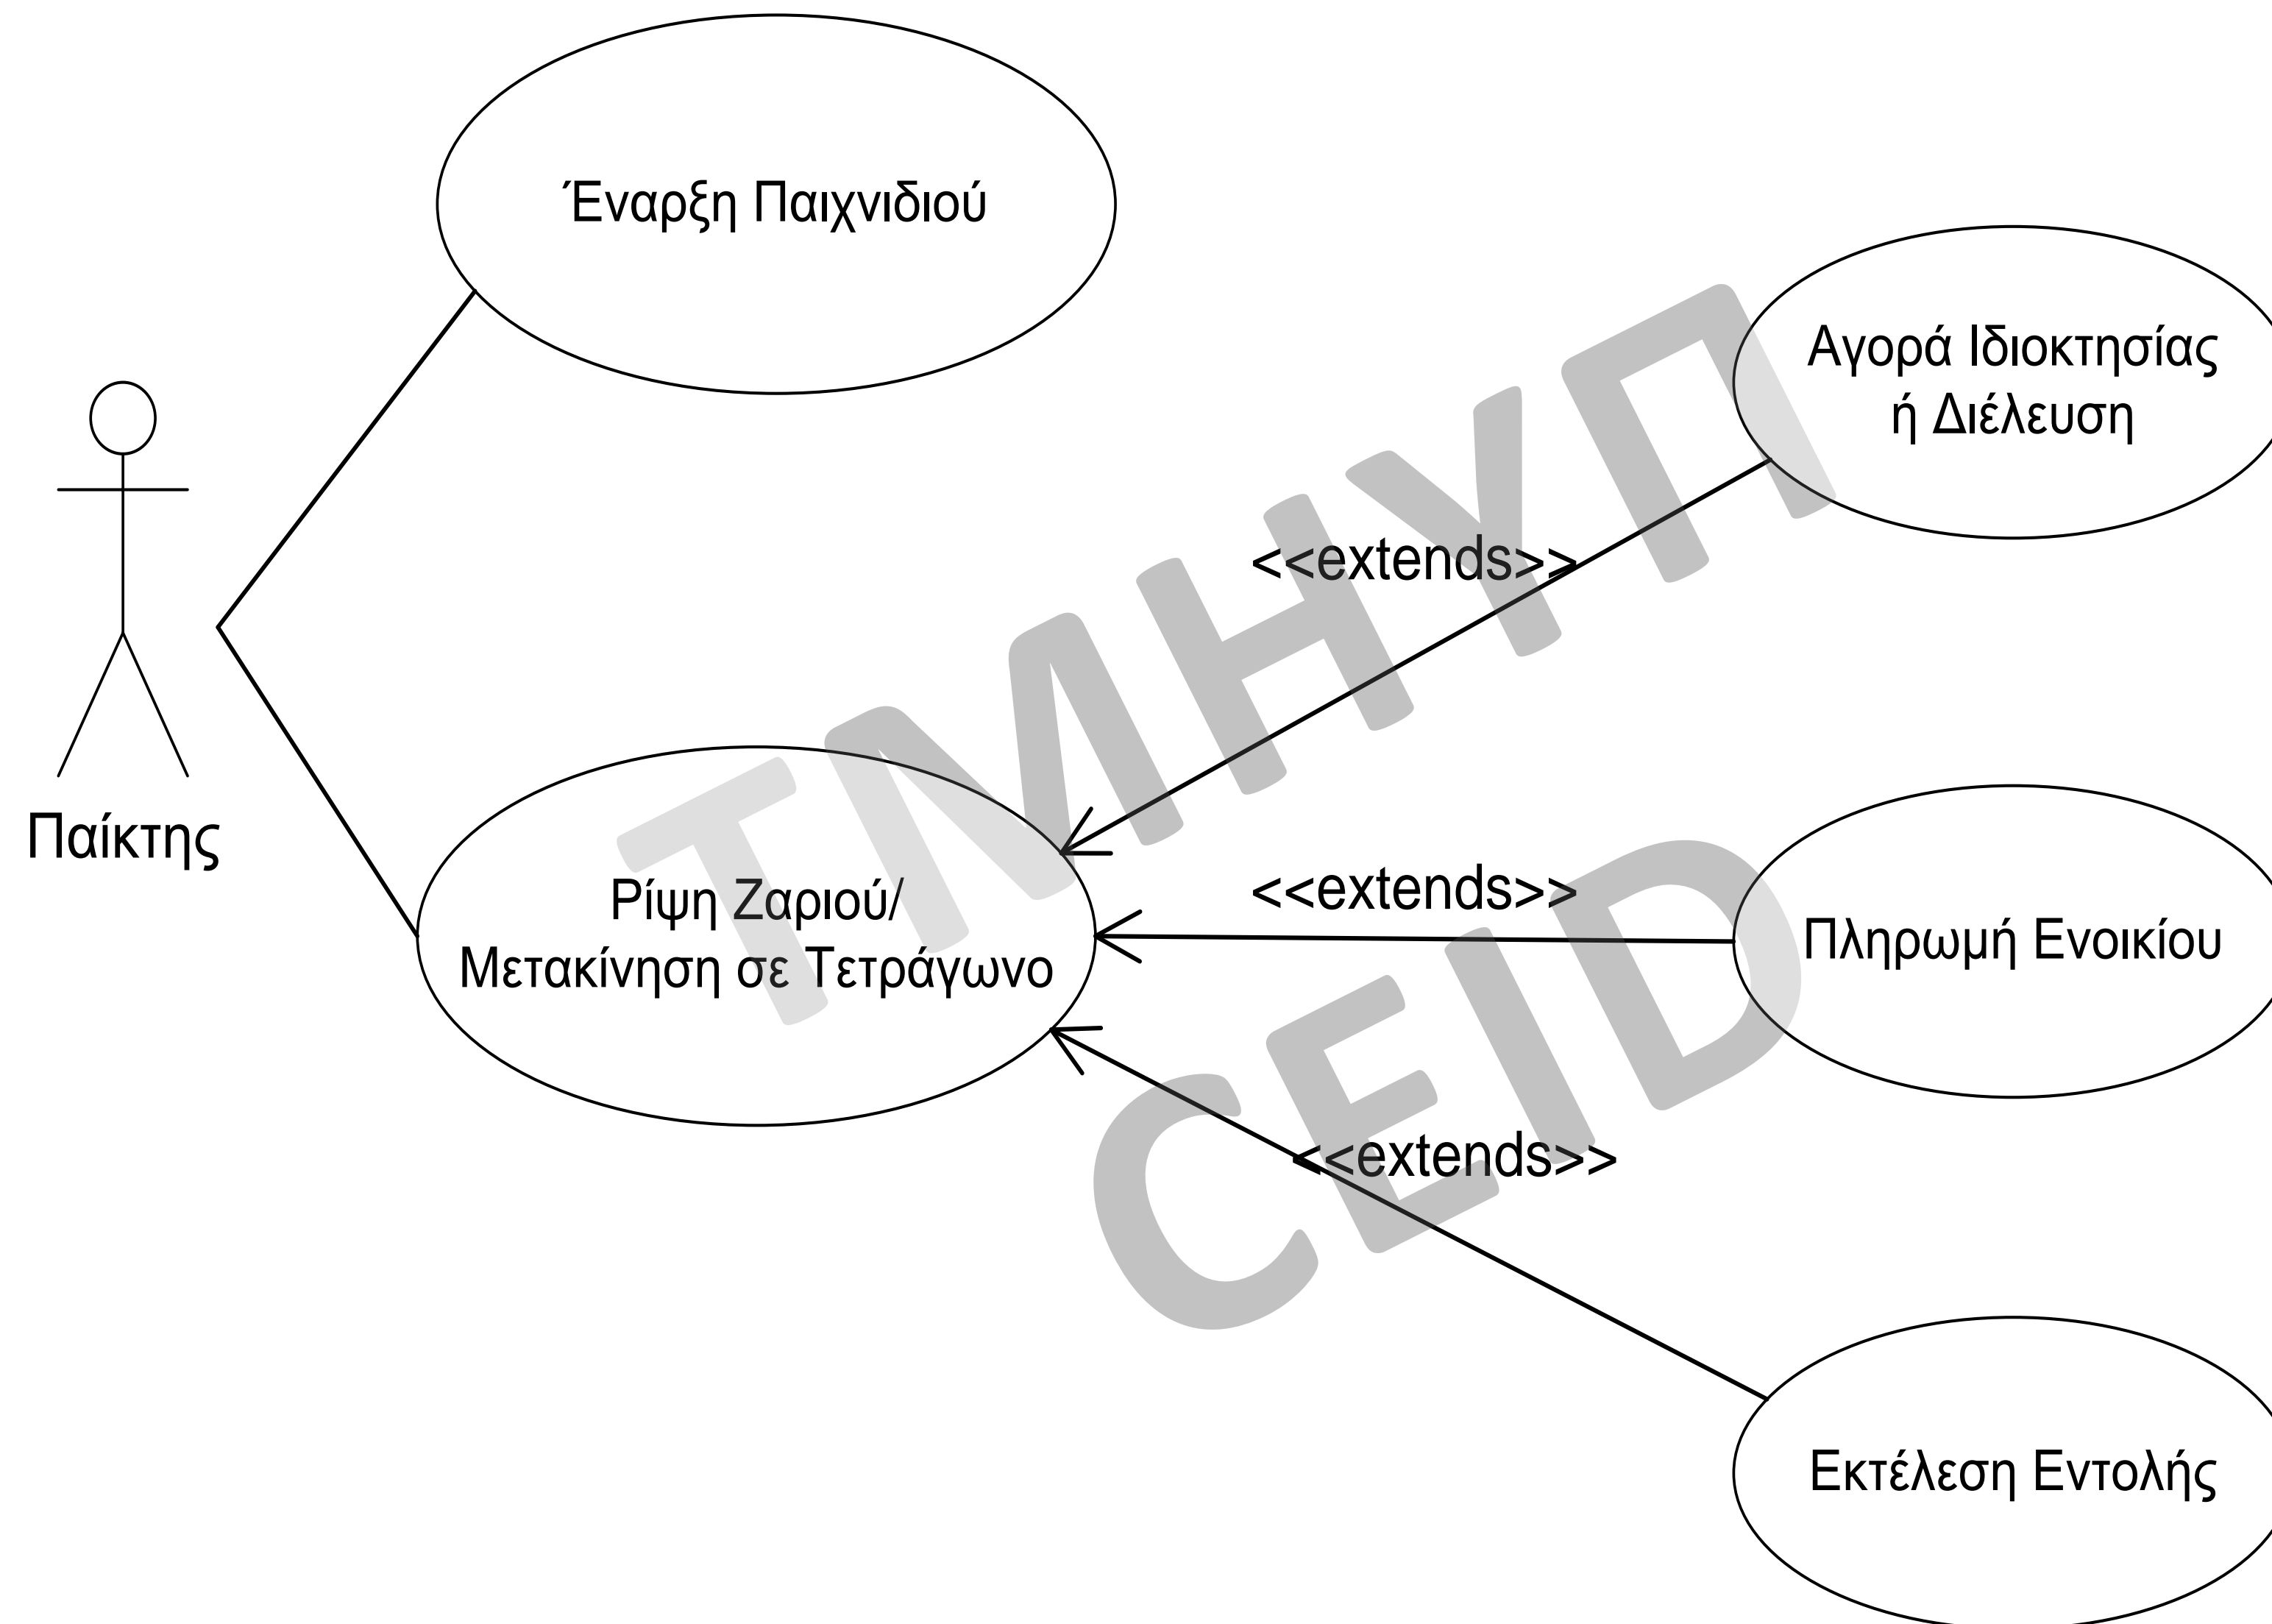 Έναρξη Παιχνιδιού
Αγορά Ιδιοκτησίας
ή Διέλευση
<<extends>>
Παίκτης
Ρίψη Ζαριού/
Μετακίνηση σε Τετράγωνο
<<extends>>
Πληρωμή Ενοικίου
<<extends>>
Εκτέλεση Εντολής
ΤΜΗΥΠ
CEID